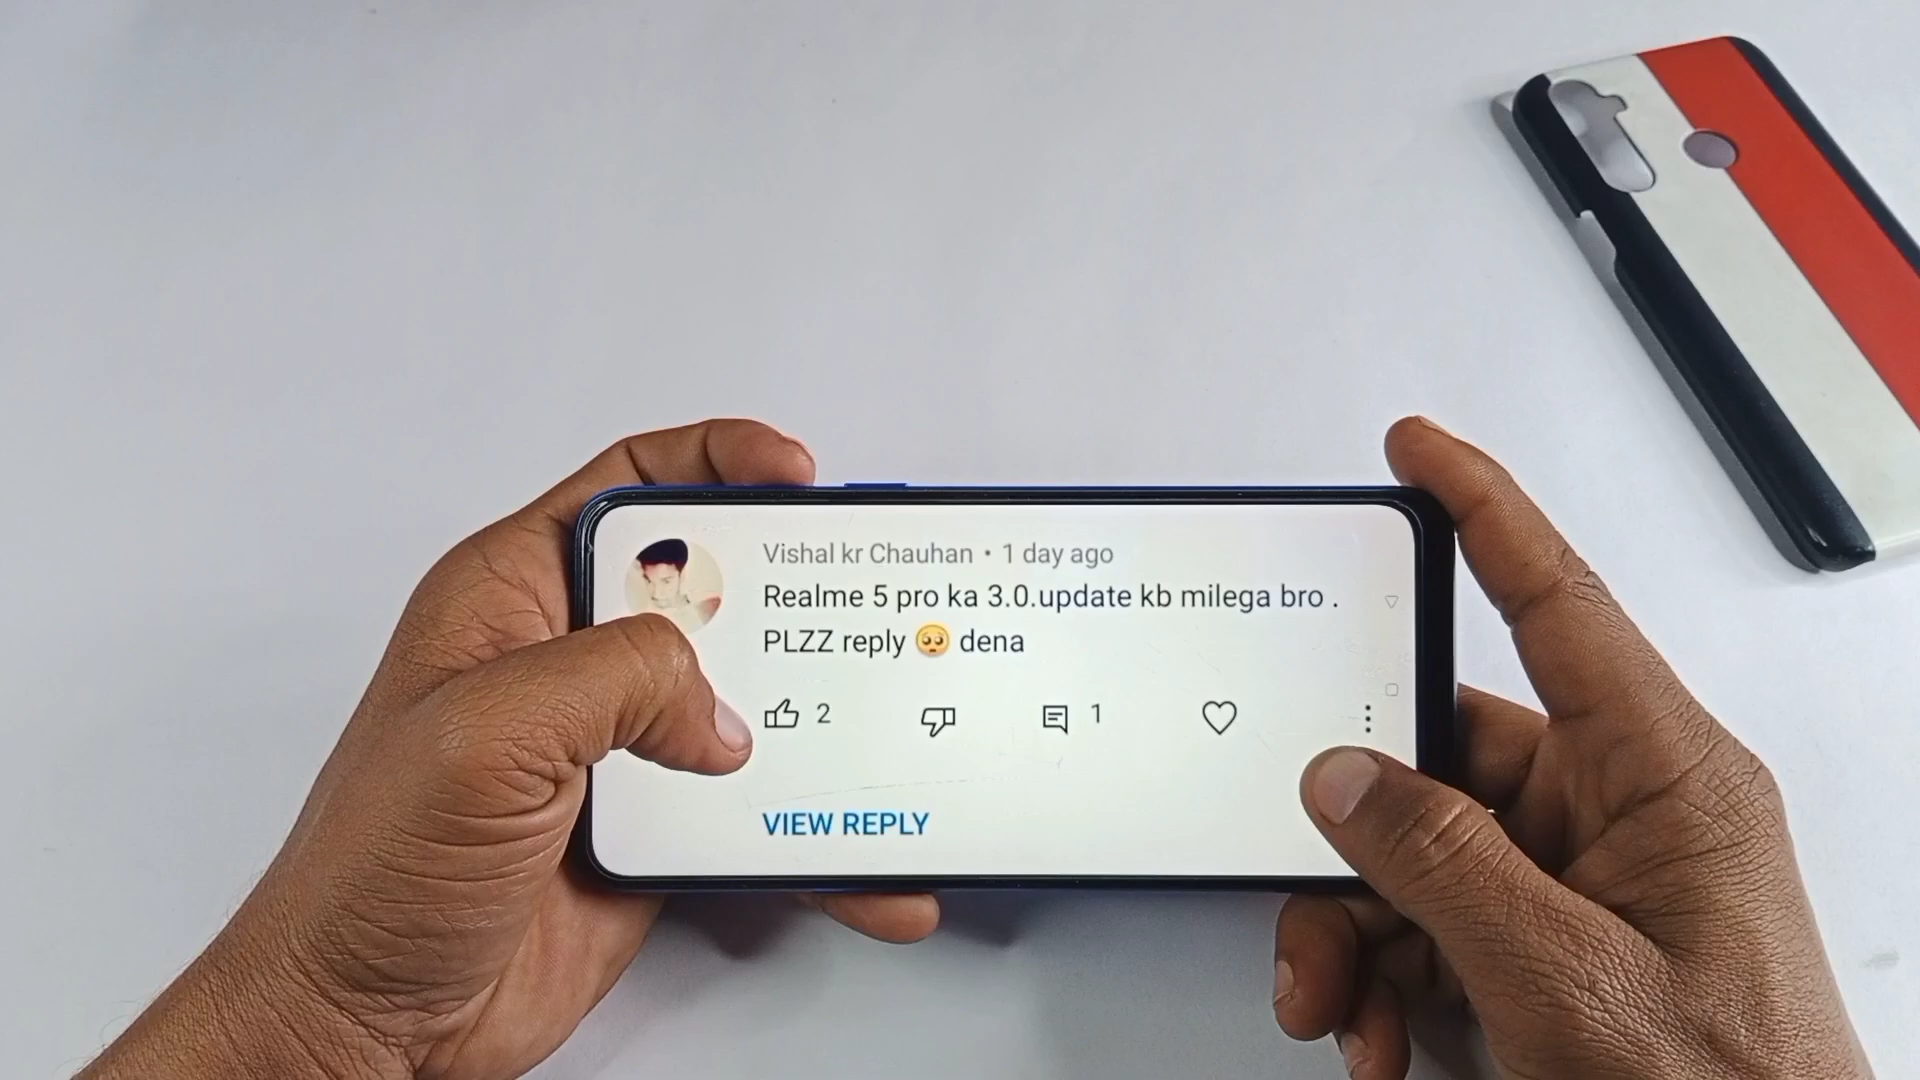 Vishal kr Chauhan • 1 day ago
Realme 5 pro ka 3.0.update kb milega bro .
PLZZ reply 🥺 dena
2
1
VIEW REPLY